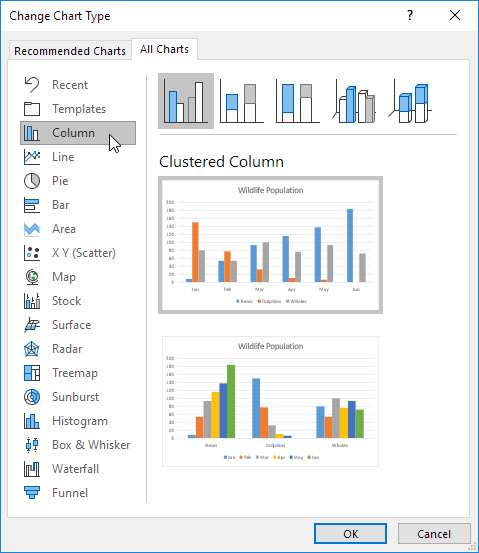 Change Chart Type
?
Recommended Charts
All Charts
Recent
Templates
Column
Line
Pie
Bar
Area
X Y (Scatter)
Map
Stock
Surface
Radar
Treemap
Sunburst
Histogram
Box & Whisker
Waterfall
Funnel
Clustered Column
Wildlife Population
200
180
160
140
120
100
80
60
40
20
0
Jan Feb Mar Apr May Jun
Bears Dolphins Whales
Wildlife Population
200
180
160
140
120
100
80
60
40
20
0
Bears Dolphins Whales
Jan Feb Mar Apr May Jun
OK
Cancel